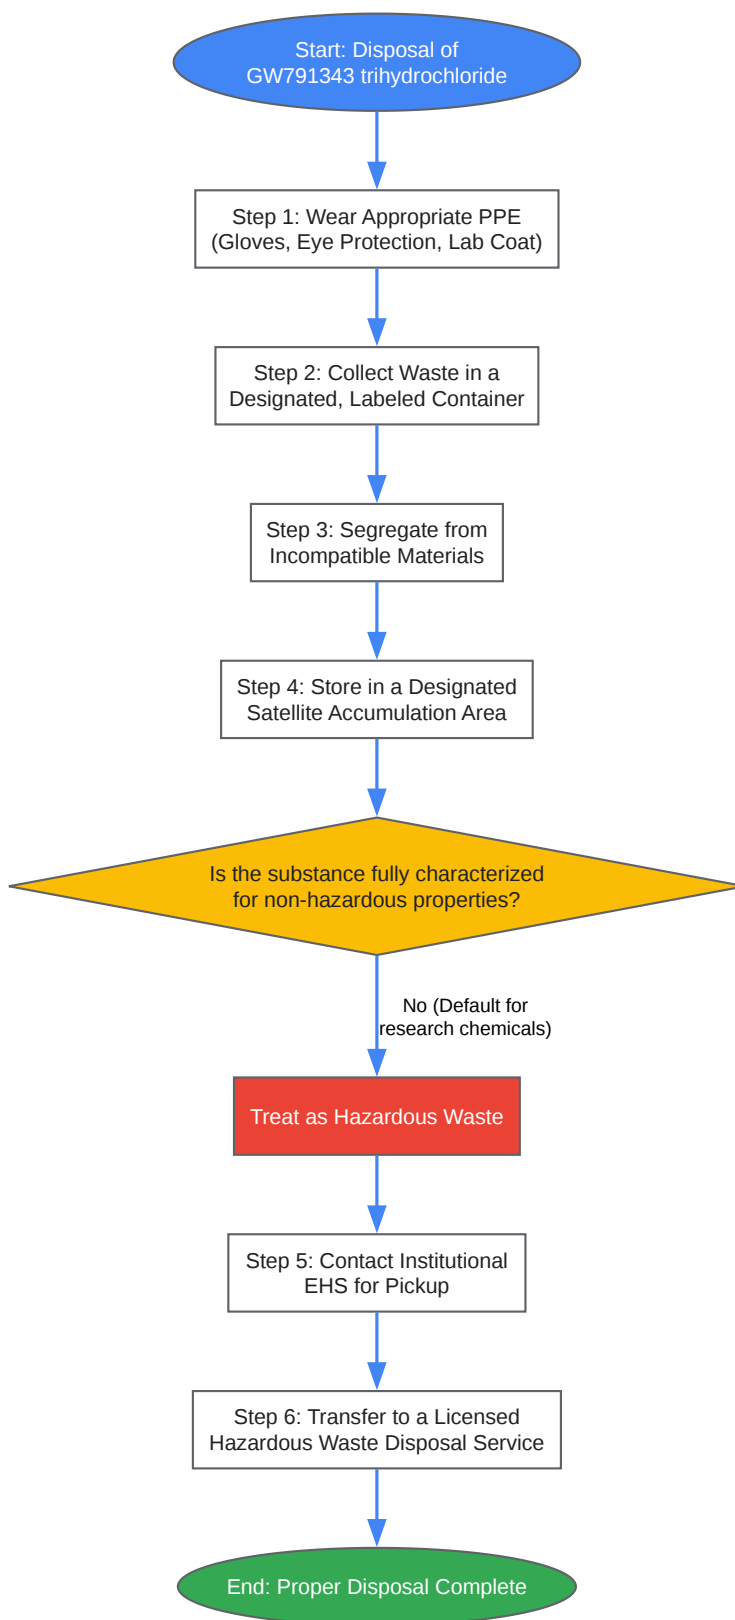 Start: Disposal of
GW791343 trihydrochloride
Step 1: Wear Appropriate PPE
(Gloves, Eye Protection, Lab Coat)
Step 2: Collect Waste in a
Designated, Labeled Container
Step 3: Segregate from
Incompatible Materials
Step 4: Store in a Designated
Satellite Accumulation Area
Is the substance fully characterized
for non-hazardous properties?
No (Default for
research chemicals)
Treat as Hazardous Waste
Step 5: Contact Institutional
EHS for Pickup
Step 6: Transfer to a Licensed
Hazardous Waste Disposal Service
End: Proper Disposal Complete